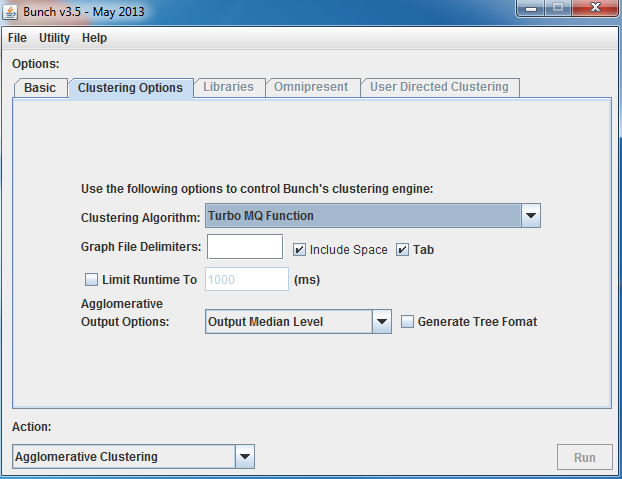 Bunch v3.5 - May 2013
File Utility Help
Options:
Basic Clustering Options Libraries Omnipresent User Directed Clustering
Use the following options to control Bunch's clustering engine:
Clustering Algorithm: Turbo MQ Function
Graph File Delimiters: Include Space Tab
Limit Runtime To 1000 (ms)
Agglomerative
Output Options: Output Median Level Generate Tree Fomat
Action:
Agglomerative Clustering Run